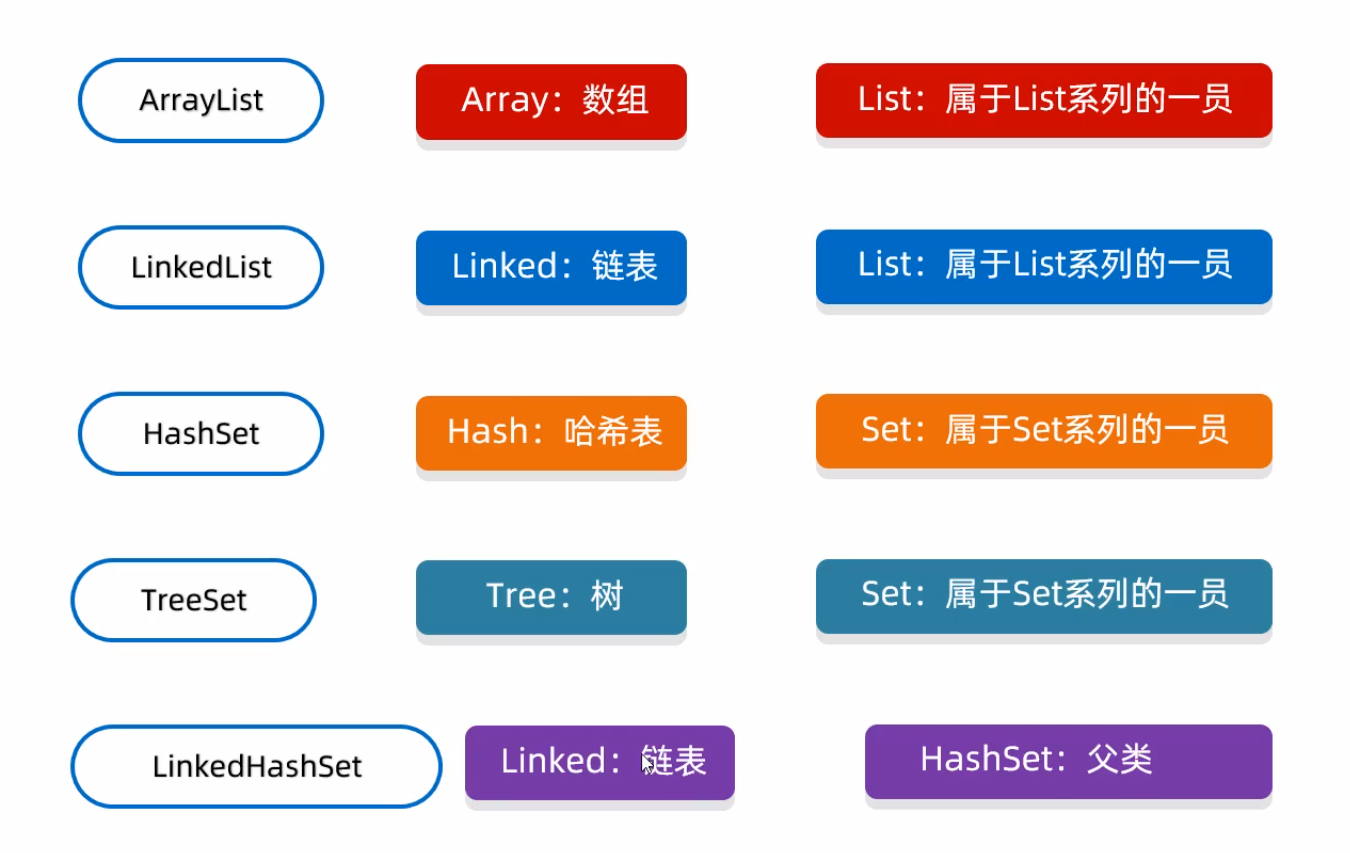 ArrayList
Array：数组
List：属于List系列的一员
LinkedList
Linked：链表
List：属于List系列的一员
HashSet
Hash：哈希表
Set：属于Set系列的一员
TreeSet
Tree：树
Set：属于Set系列的一员
LinkedHashSet
Linked：链表
HashSet：父类